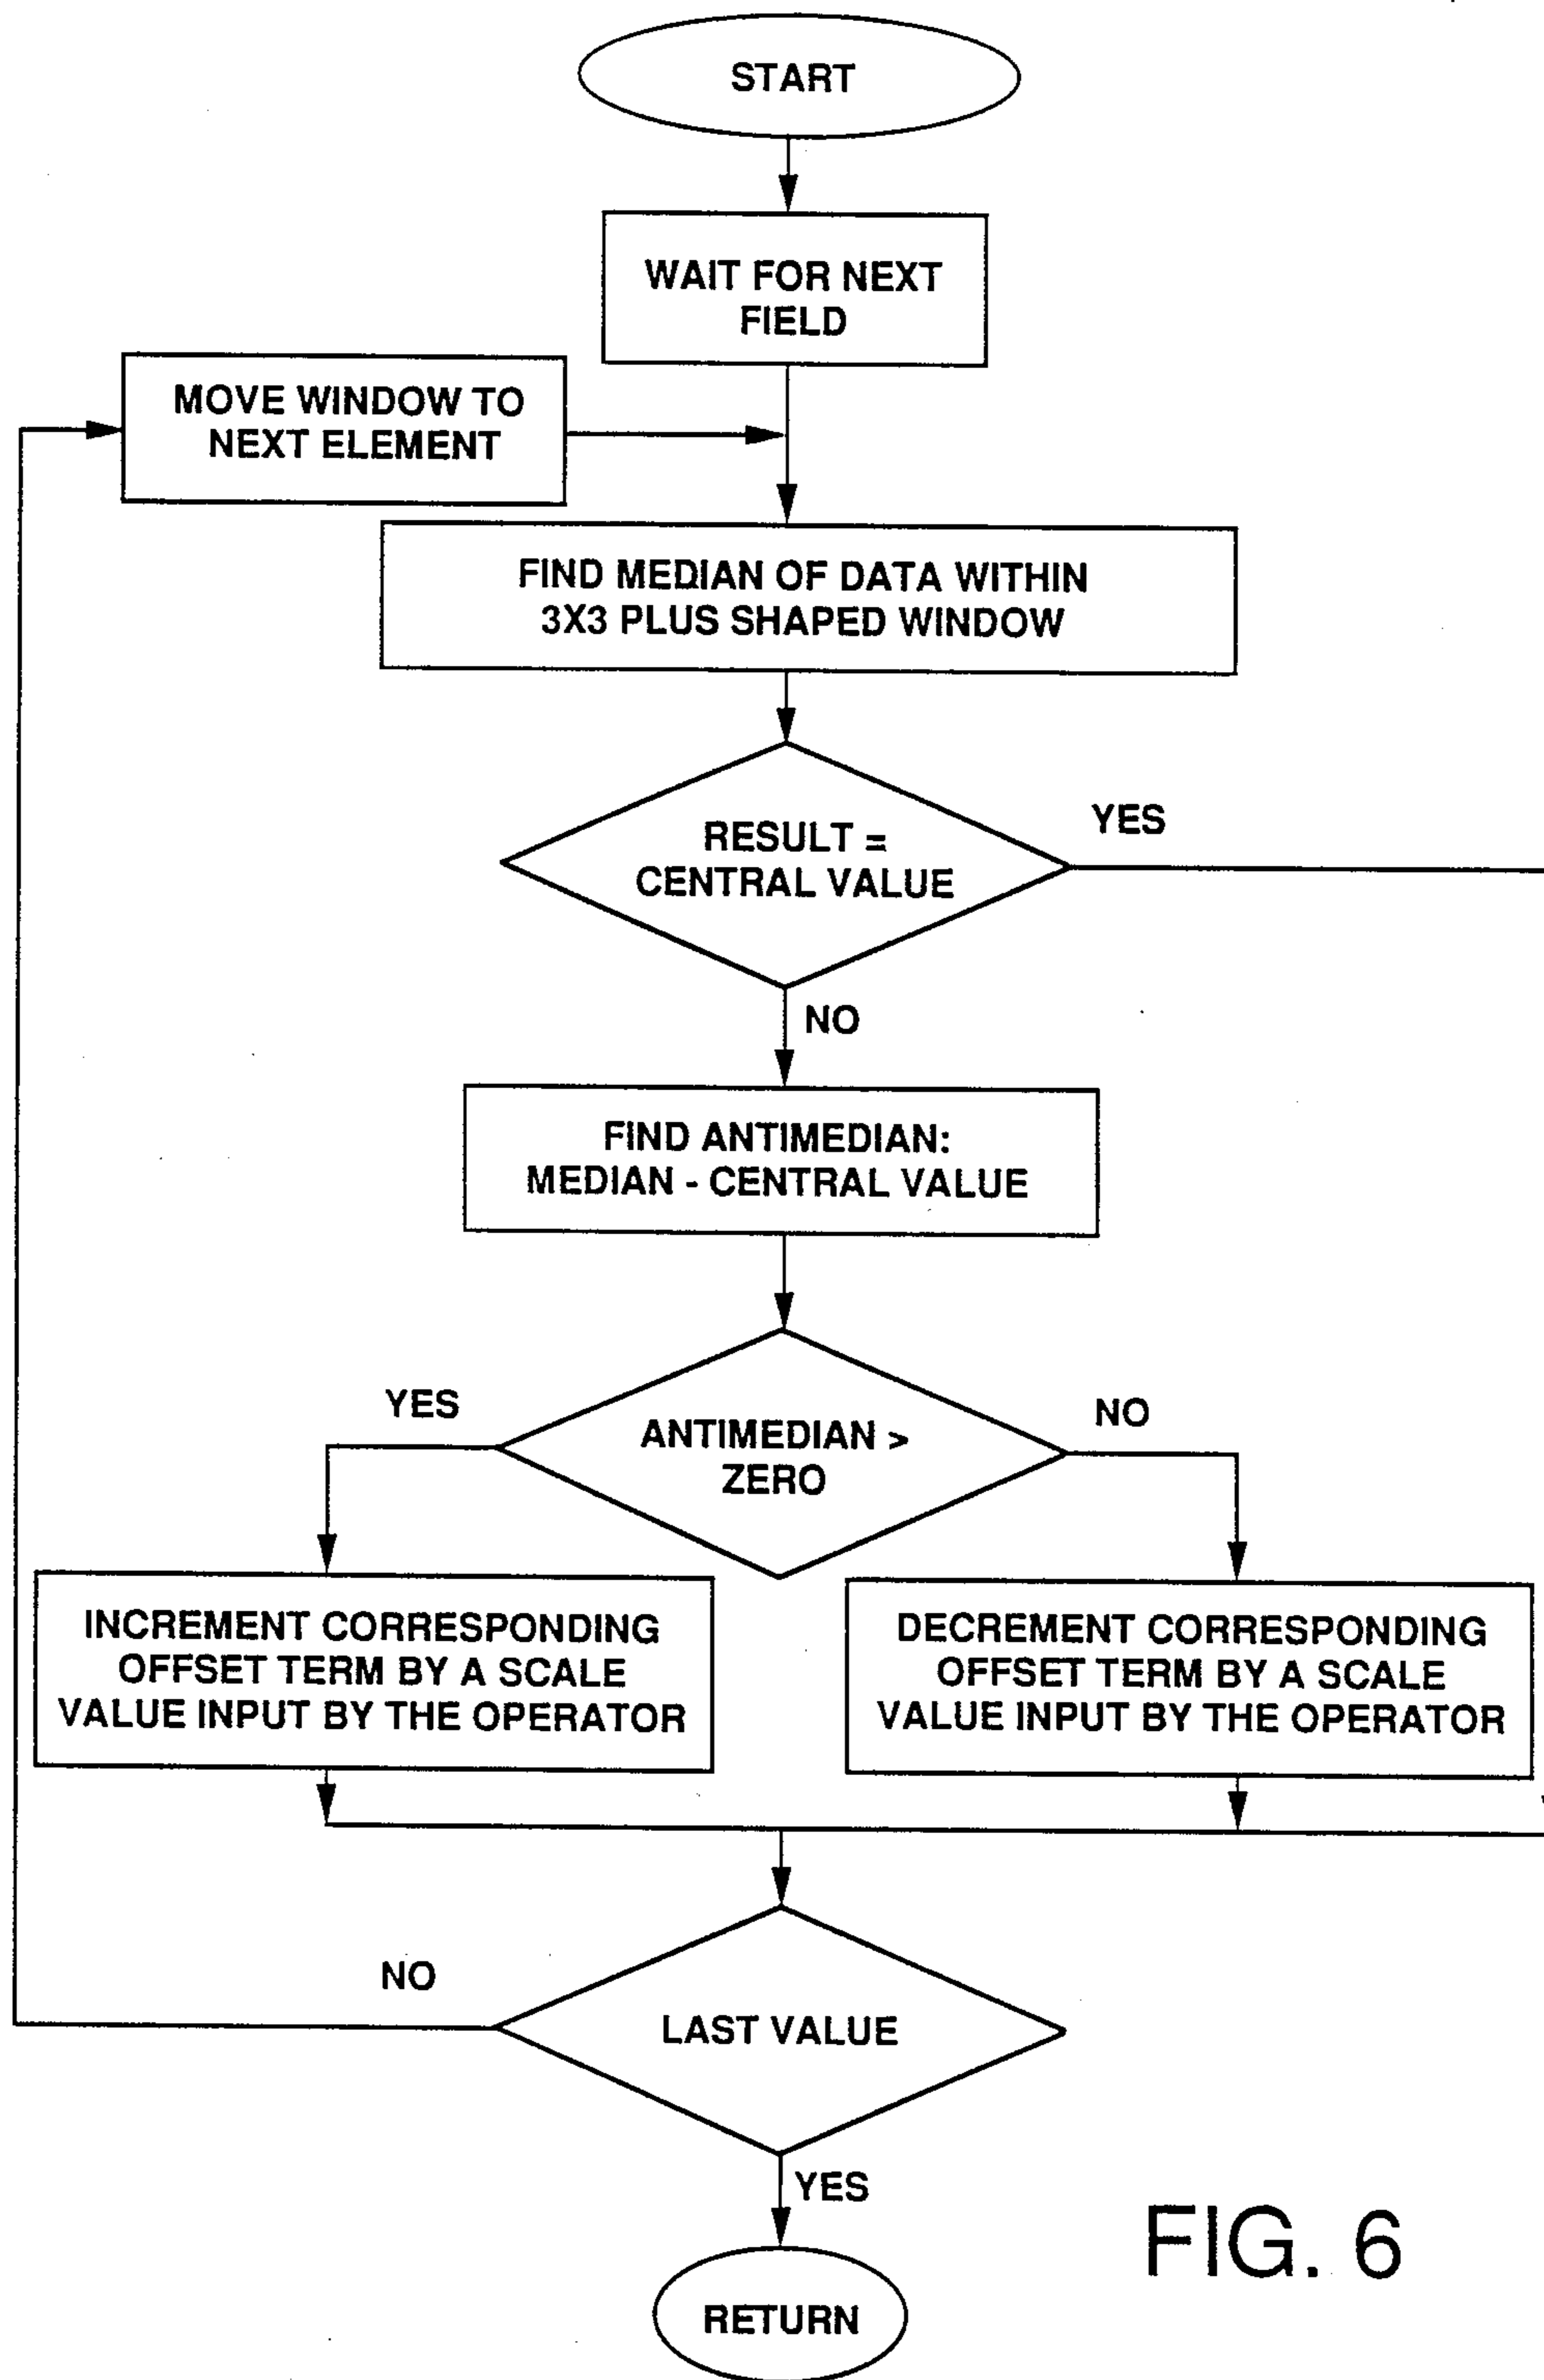 START
WAIT FOR NEXT
FIELD
MOVE WINDOW TO
NEXT ELEMENT
FIND MEDIAN OF DATA WITHIN
3X3 PLUS SHAPED WINDOW
RESULT =
CENTRAL VALUE
YES
NO
FIND ANTIMEDIAN:
MEDIAN - CENTRAL VALUE
YES
ANTIMEDIAN >
ZERO
NO
INCREMENT CORRESPONDING
OFFSET TERM BY A SCALE
VALUE INPUT BY THE OPERATOR
DECREMENT CORRESPONDING
OFFSET TERM BY A SCALE
VALUE INPUT BY THE OPERATOR
NO
LAST VALUE
YES
RETURN
FIG. 6